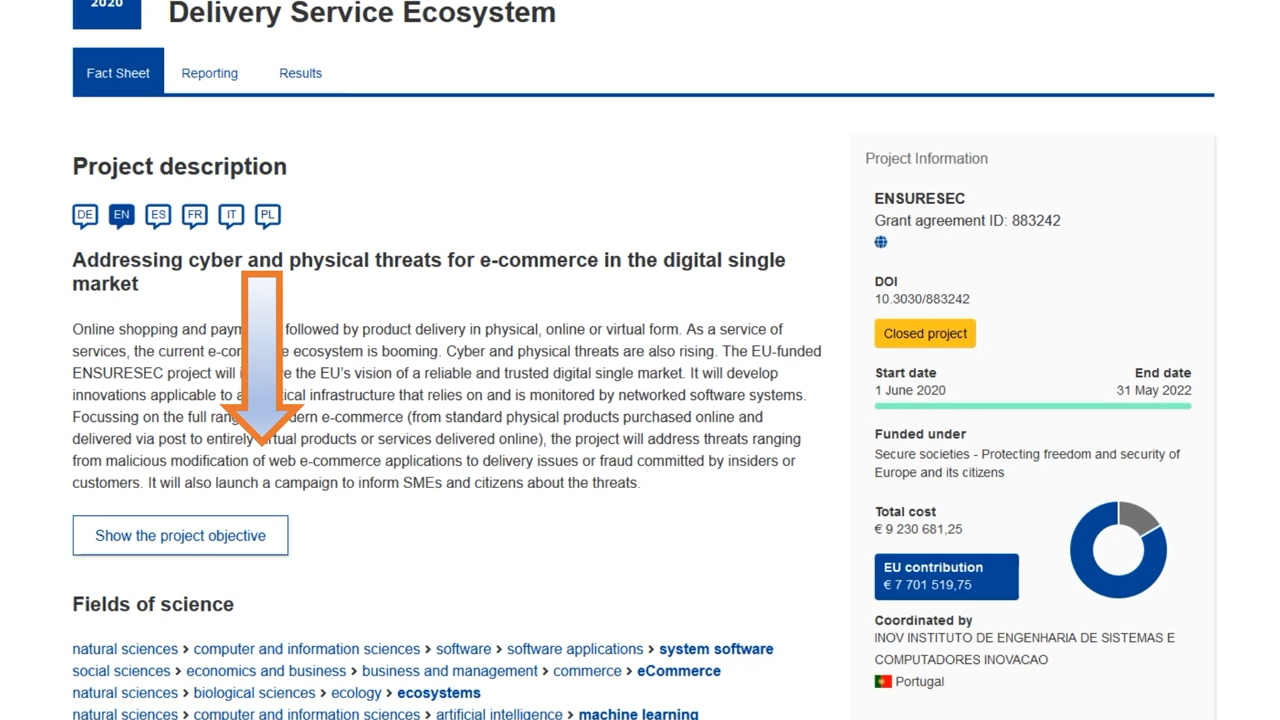 2020
Delivery Service Ecosystem
Fact Sheet
Reporting
Results
Project description
DE EN ES FR IT PL
Addressing cyber and physical threats for e-commerce in the digital single
market
Online shopping and followed by product delivery in physical, online or virtual form. As a service of
services, the current ecosystem is booming. Cyber and physical threats are also rising. The EU-funded
ENSURESEC project will the EU's vision of a reliable and trusted digital single market. It will develop
innovations applicable to infrastructure that relies on and is monitored by networked software systems.
Focussing on the full e-commerce (from standard physical products purchased online and
delivered via post to entirely virtual products or services delivered online), the project will address threats ranging
from malicious modification of web e-commerce applications to delivery issues or fraud committed by insiders or
customers. It will also launch a campaign to inform SMEs and citizens about the threats.
Show the project objective
Fields of science
natural sciences > computer and information sciences > software > software applications > system software
social sciences > economics and business > business and management > commerce > eCommerce
natural sciences > biological sciences > ecology > ecosystems
natural sciences > computer and information sciences > artificial intelligence > machine learning
Project Information
ENSURESEC
Grant agreement ID: 883242
DOI
10.3030/883242
Closed project
Start date
1 June 2020
End date
31 May 2022
Funded under
Secure societies - Protecting freedom and security of
Europe and its citizens
Total cost
€ 9 230 681,25
EU contribution
€ 7 701 519,75
Coordinated by
INOV INSTITUTO DE ENGENHARIA DE SISTEMAS E
COMPUTADORES INOVACAO
Portugal